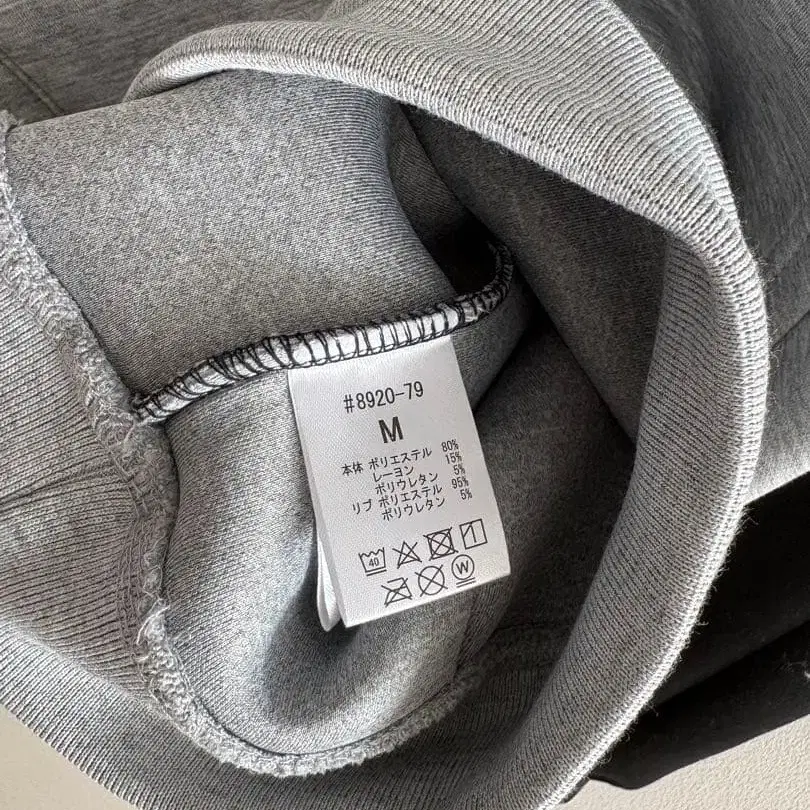 #8920-79
M
本体 ポリエステル 80%
レーヨン 15%
ポリウレタン 5%
リブ ポリエステル 95%
ポリウレタン 5%
40
W